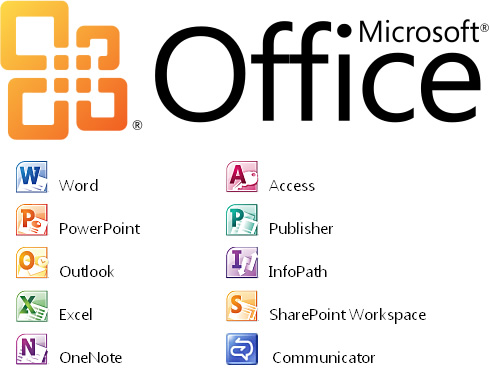 Microsoft®
Office
®
W Word
A Access
P PowerPoint
P Publisher
O Outlook
I InfoPath
X Excel
S SharePoint Workspace
N OneNote
Communicator